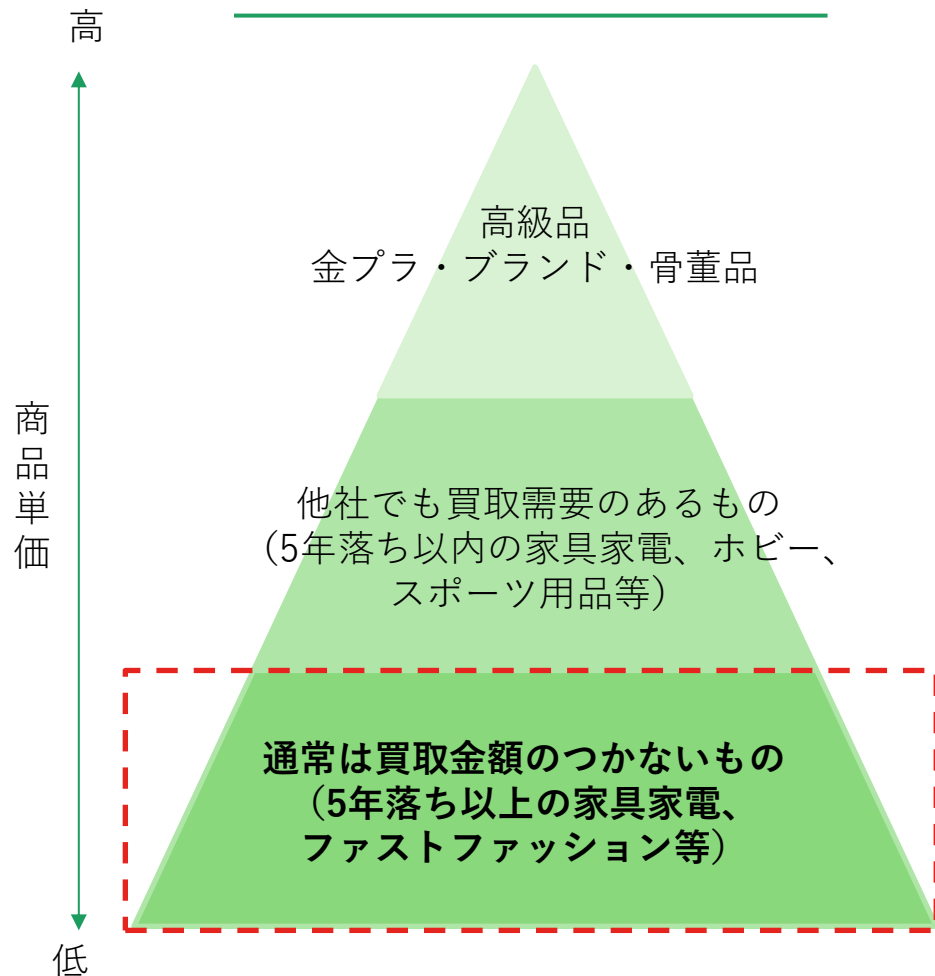 高
高級品
金プラ・ブランド・骨董品
商品単価
他社でも買取需要のあるもの
（5年落ち以内の家具家電、ホビー、
スポーツ用品等）
通常は買取金額のつかないもの
（5年落ち以上の家具家電、
ファストファッション等）
低